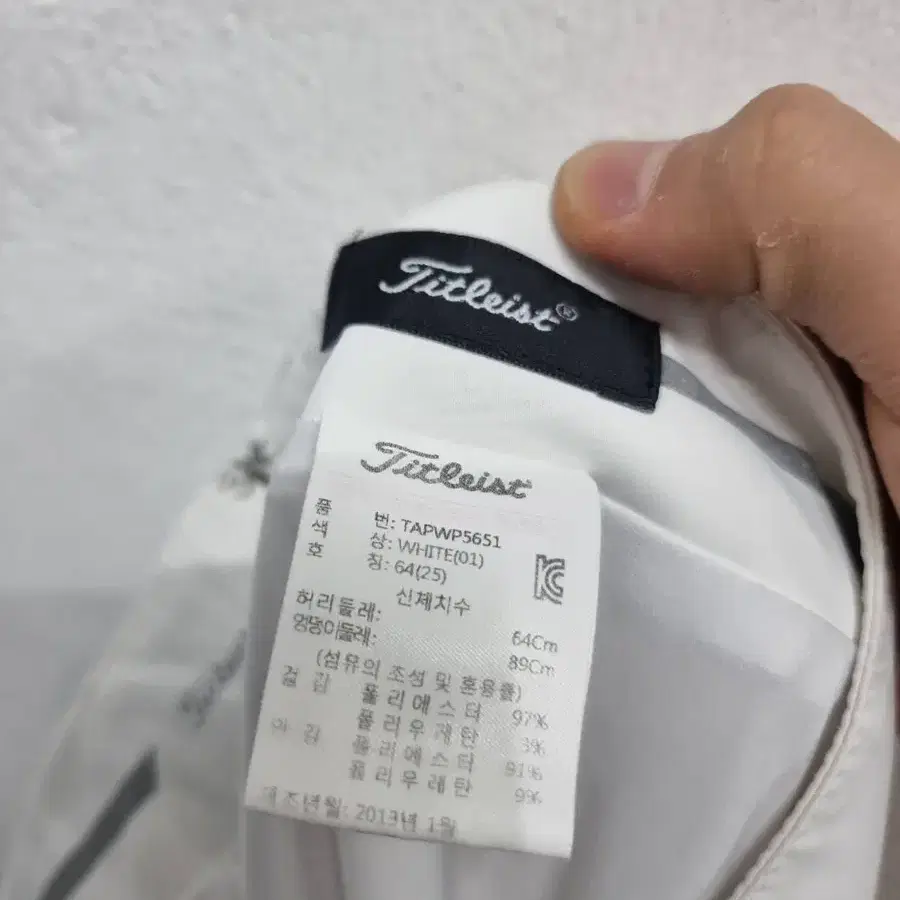 Titleist®
Titleist
품 번: TAPWP5651
색 상: WHITE(01)
호 칭: 64(25)
신체치수
허리둘레: 64Cm
엉덩이둘레: 89Cm
(섬유의 조성 및 혼용률)
겉 감 폴리에스타 97%
폴리우레탄 3%
안 감 폴리에스타 91%
폴리우레탄 9%
제조년월: 2013년 1월